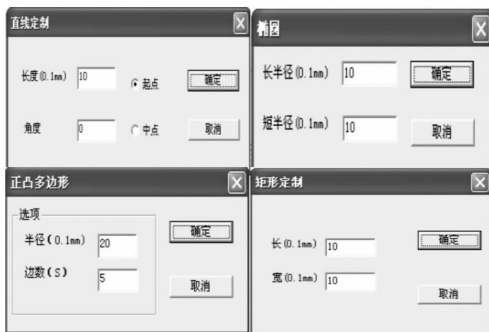 直线定制
长度(0.1mm) 10 起点 确定
角度 0 中点 取消
椭圆
长半径(0.1mm) 10 确定
短半径(0.1mm) 10 取消
正凸多边形
选项
半径(0.1mm) 20 确定
边数(S) 5 取消
矩形定制
长(0.1mm) 10 确定
宽(0.1mm) 10 取消